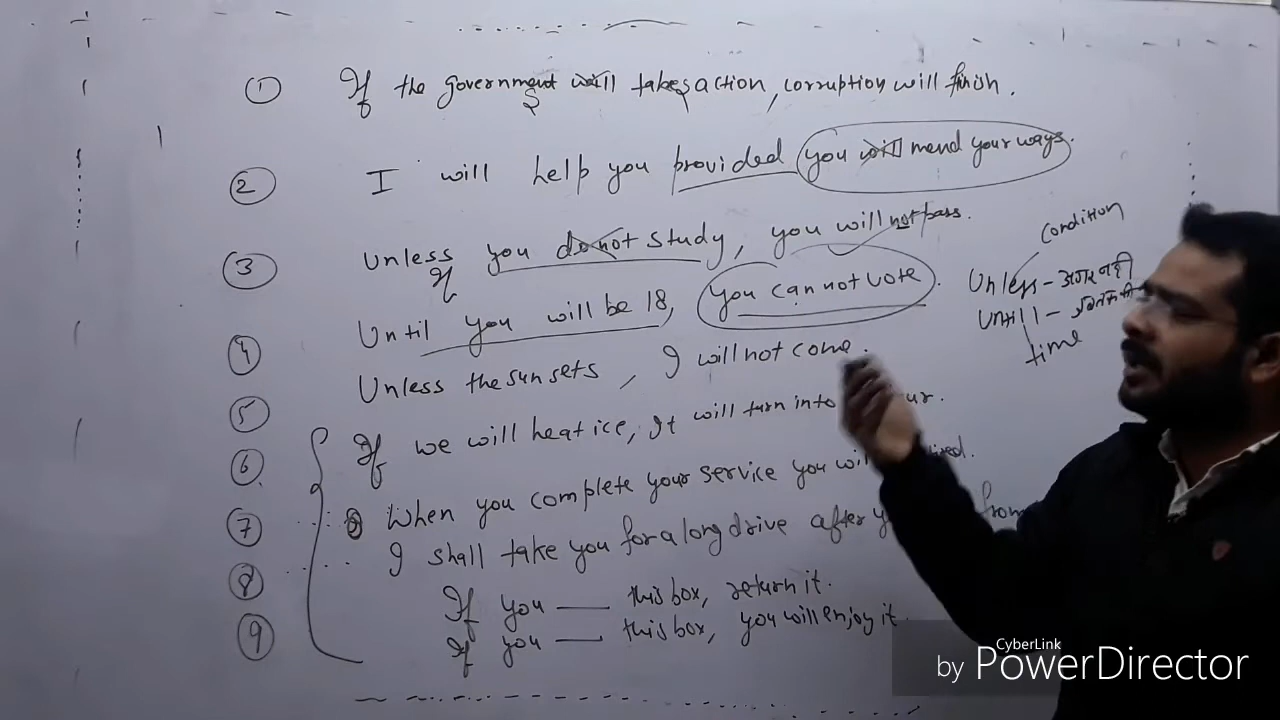 ① If the government will takes action, corruption will finish.
② I will help you provided you will mend your ways.
③ Unless you do not study, you will not pass.
If
④ Until you will be 18, you cannot vote.
⑤ Unless the sun sets, I will not come.
⑥ If we will heat ice, It will turn into
⑦ When you complete your service you will
⑧ I shall take you for a long drive after from
⑨ If you —— this box, return it.
If you —— this box, you will enjoy it.
Condition
Unless - अगर नहीं
Until -
time
CyberLink
by PowerDirector